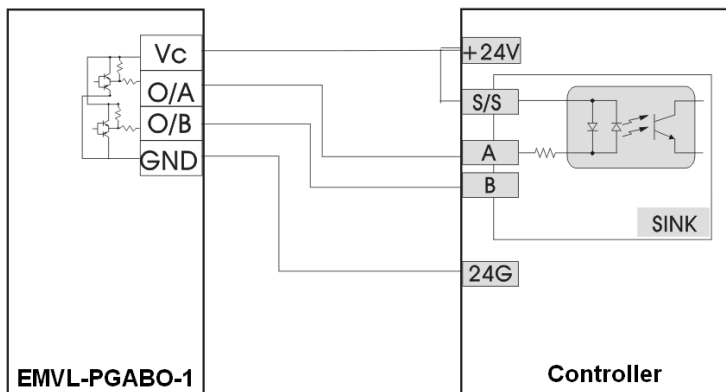 Vc
O/A
O/B
GND
EMVL-PGABO-1
+24V
S/S
A
B
SINK
24G
Controller